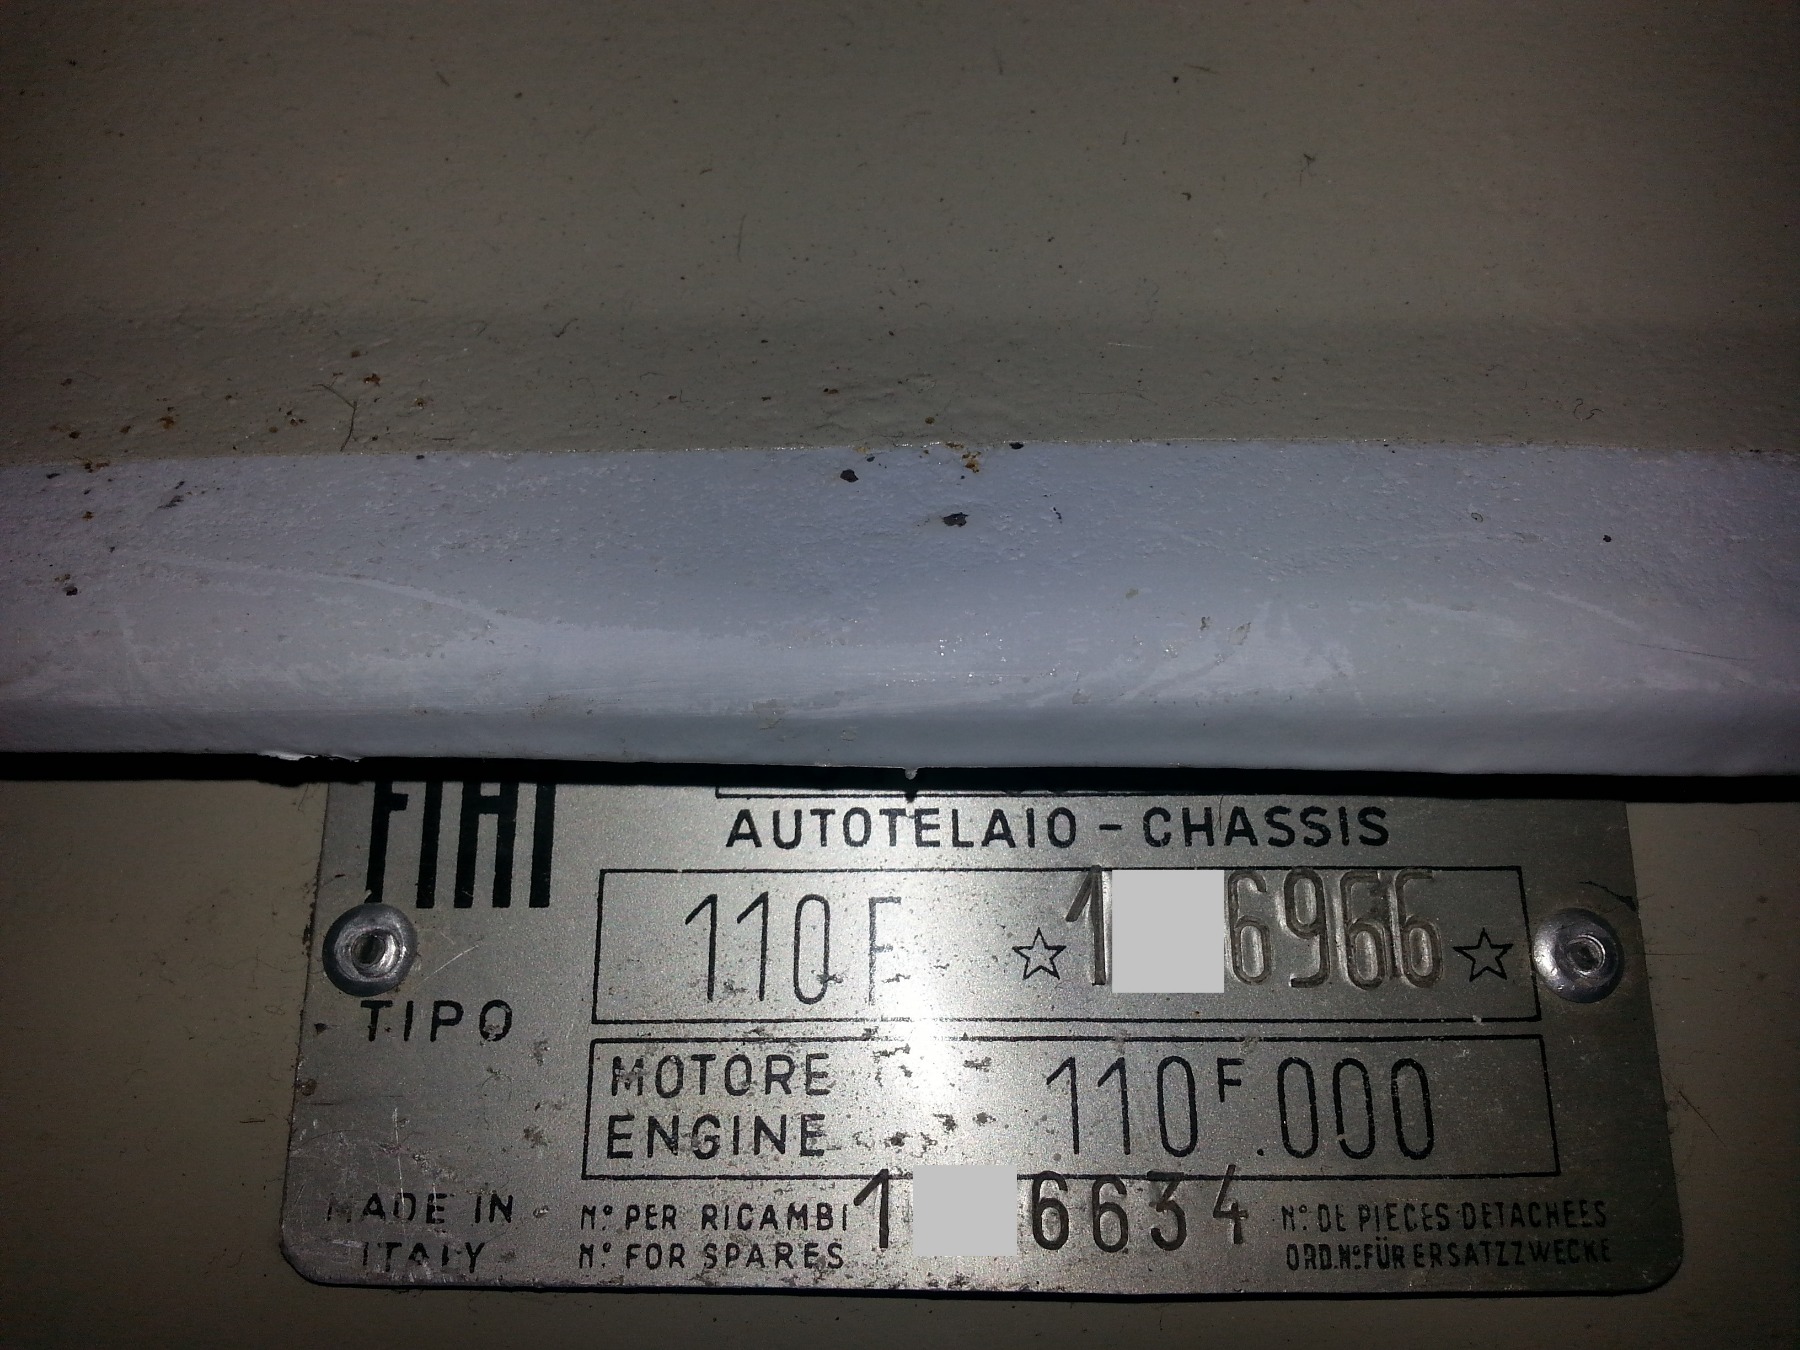 FIAT
AUTOTELAIO - CHASSIS
110 F ☆ 1 6966 ☆
TIPO
MOTORE
ENGINE
110 F.000
MADE IN
ITALY
N° PER RICAMBI
N° FOR SPARES
1 6634
N° DE PIECES DETACHEES
ORD.N° FÜR ERSATZZWECKE